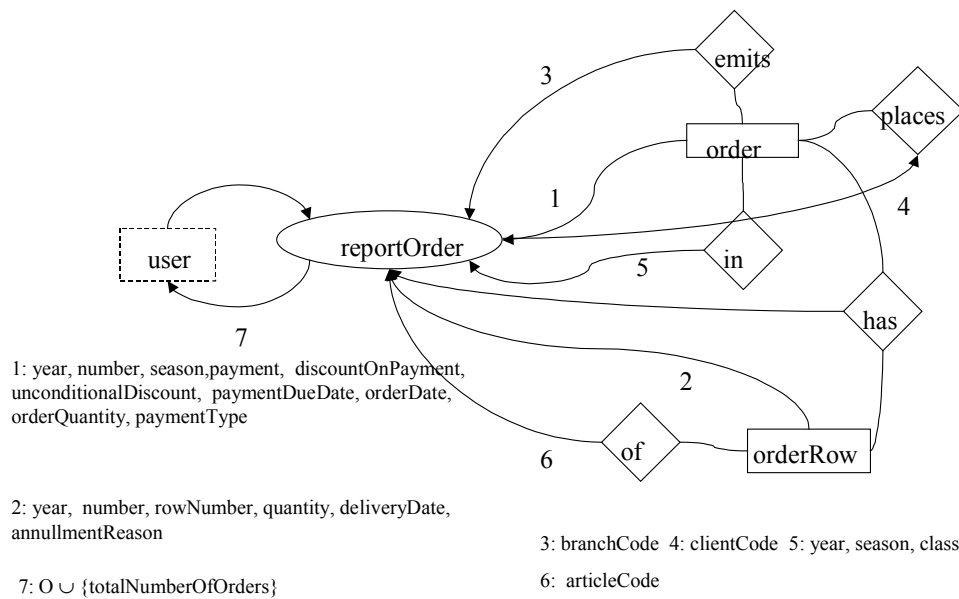 emits
3
places
order
1
4
reportOrder
user
5
in
has
7
1: year, number, season,payment, discountOnPayment,
unconditionalDiscount, paymentDueDate, orderDate,
orderQuantity, paymentType
2
of
orderRow
6
2: year, number, rowNumber, quantity, deliveryDate,
annullmentReason
3: branchCode 4: clientCode 5: year, season, class
7: O ∪ {totalNumberOfOrders}
6: articleCode